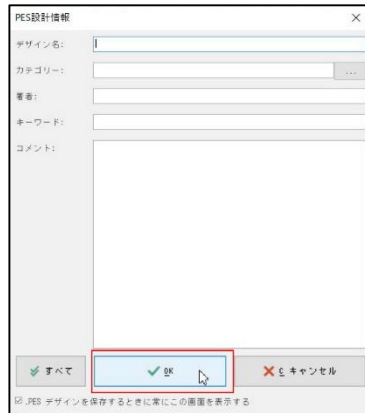 PES設計情報
デザイン名:
カテゴリー:
...
著者:
キーワード:
コメント:
すべて
OK
C キャンセル
.PES デザインを保存するときに常にこの画面を表示する